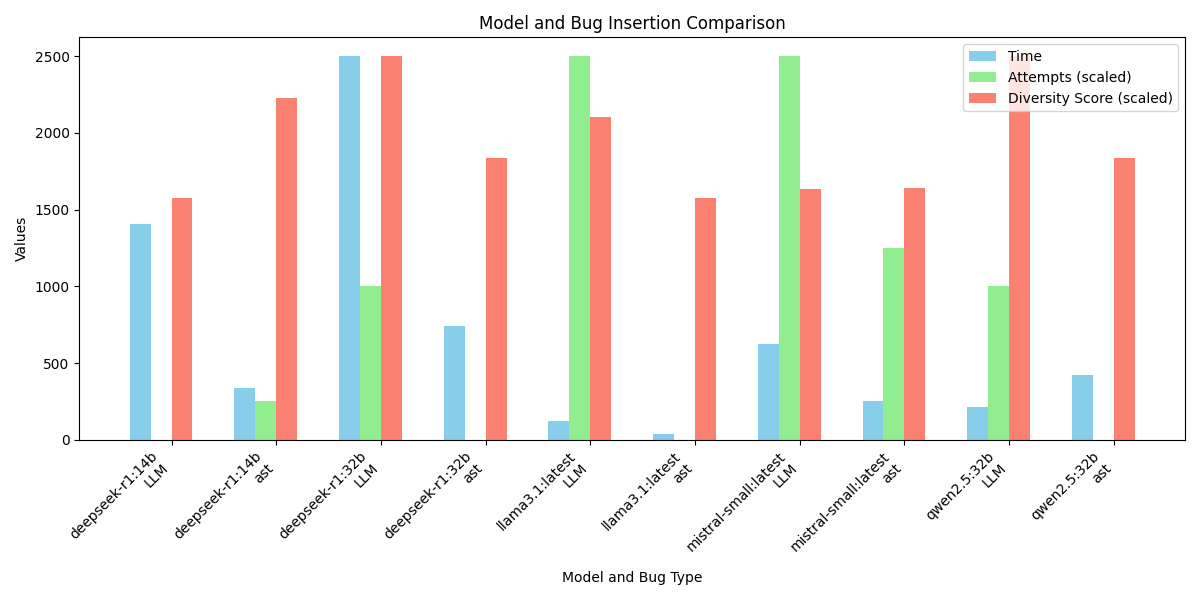 Model and Bug Insertion Comparison
Time
Attempts (scaled)
Diversity Score (scaled)
Values
2500
2000
1500
1000
500
0
deepseek-r1:14b
LLM
deepseek-r1:14b
ast
deepseek-r1:32b
LLM
deepseek-r1:32b
ast
llama3.1:latest
LLM
llama3.1:latest
ast
mistral-small:latest
LLM
mistral-small:latest
ast
qwen2.5:32b
LLM
qwen2.5:32b
ast
Model and Bug Type